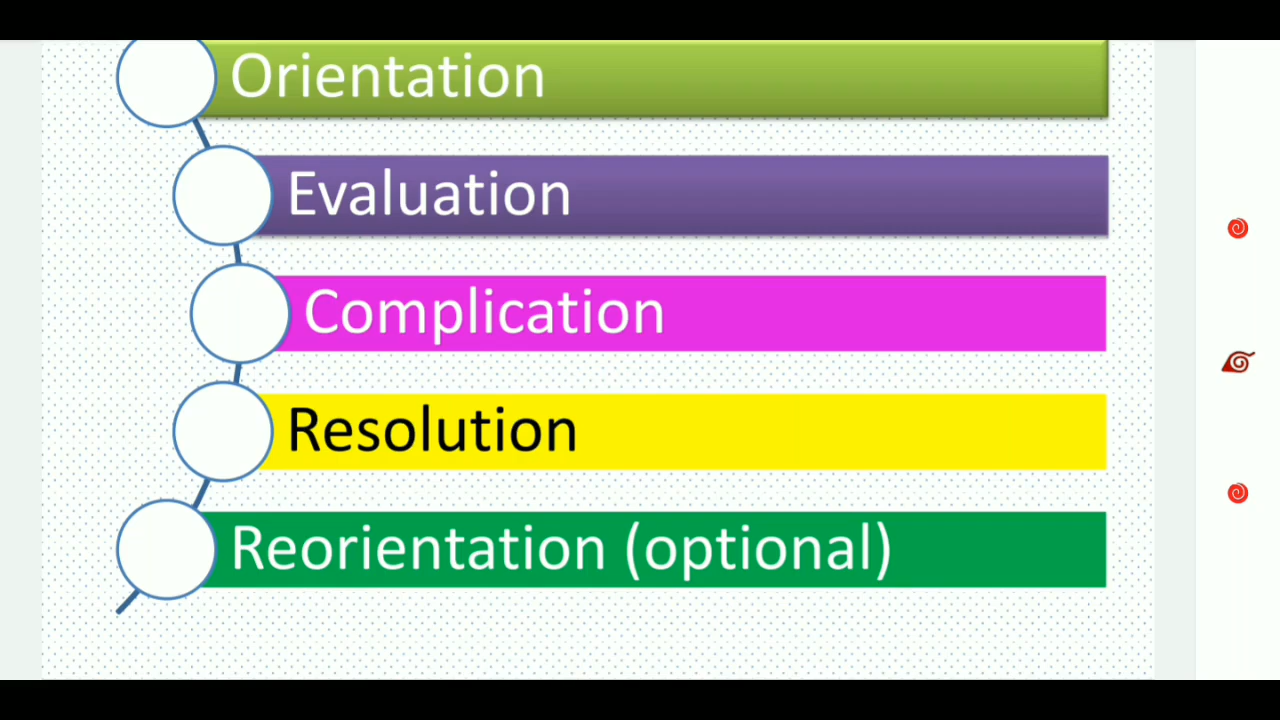 Orientation
Evaluation
Complication
Resolution
Reorientation (optional)